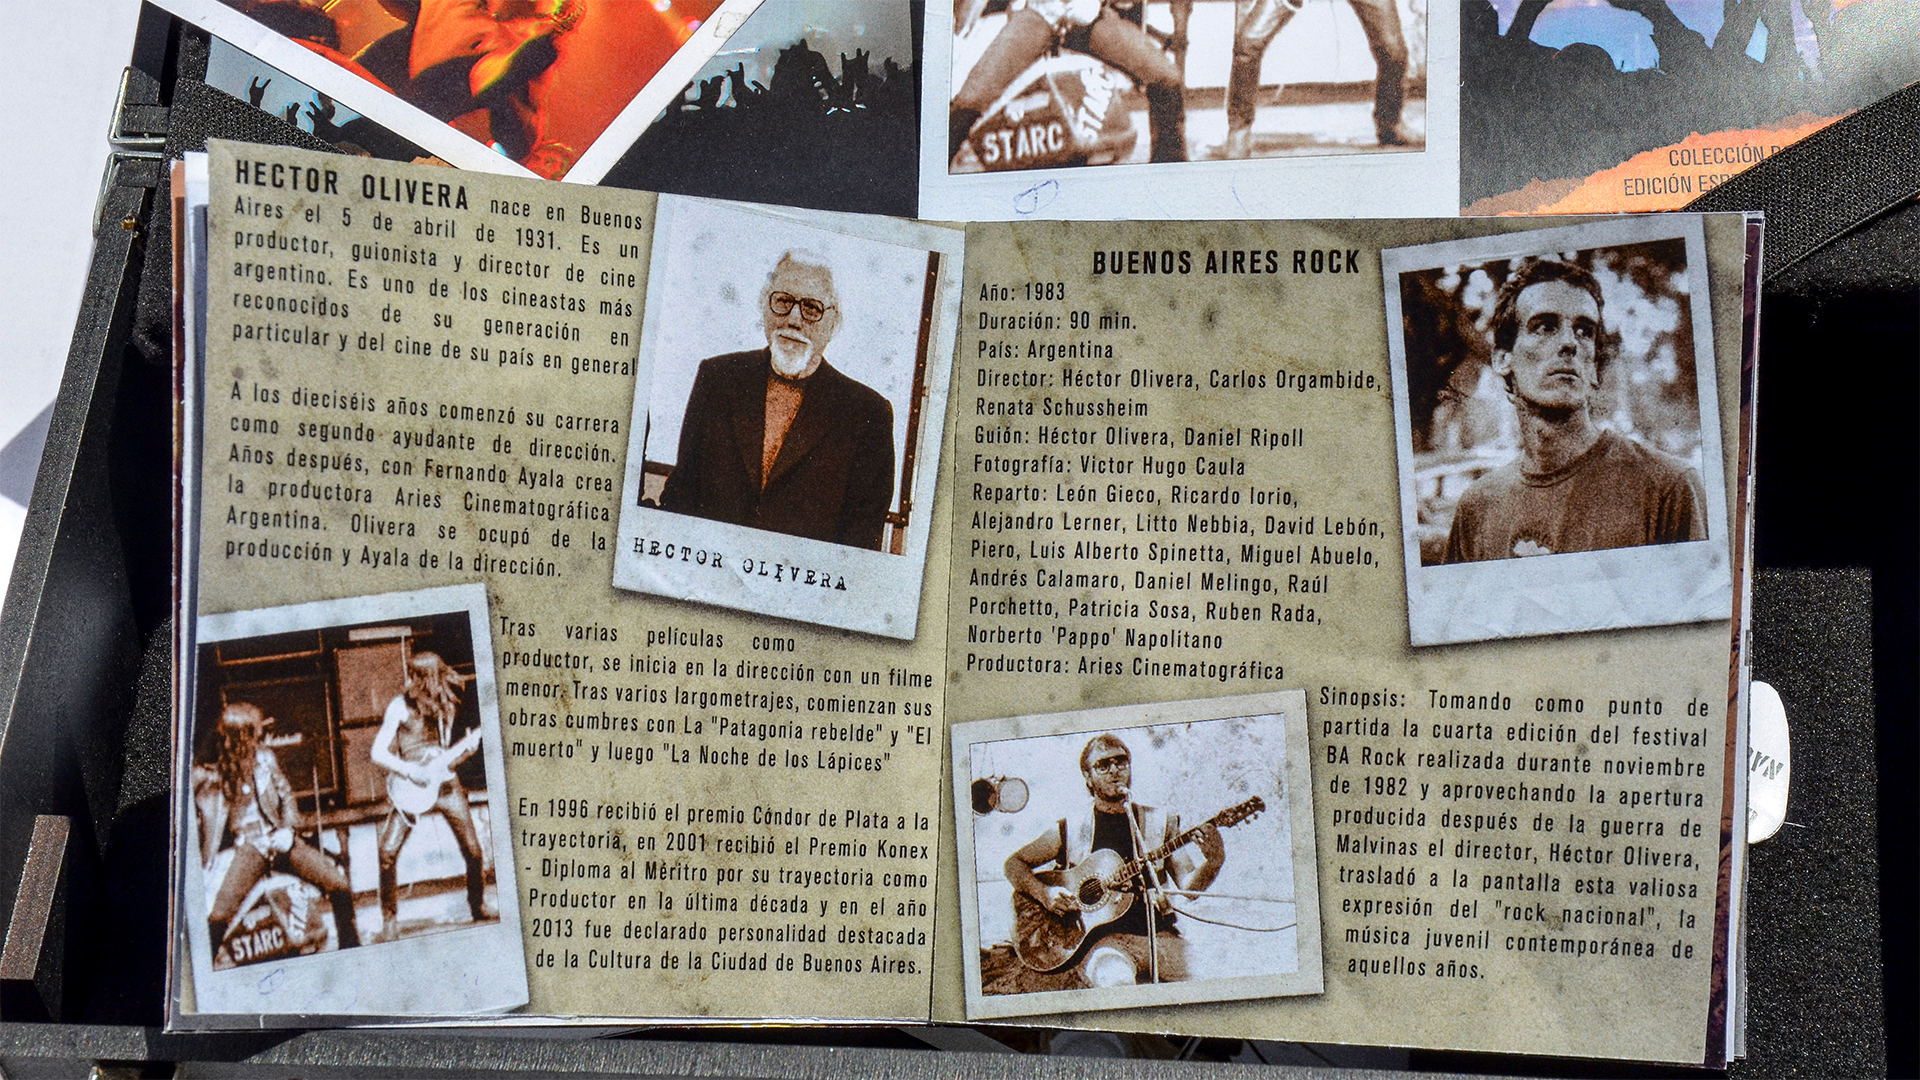 STARC
STARC
COLECCIÓN
EDICIÓN
HECTOR OLIVERA nace en Buenos
Aires el 5 de abril de 1931. Es un
productor, guionista y director de cine
argentino. Es uno de los cineastas más
reconocidos de su generación en
particular y del cine de su país en general
A los dieciséis años comenzó su carrera
como segundo ayudante de dirección.
Años después, con Fernando Ayala crea
la productora Aries Cinematográfica
Argentina. Olivera se ocupó de la
producción y Ayala de la dirección.
HECTOR OLIVERA
Tras varias películas como
productor, se inicia en la dirección con un filme
menor. Tras varios largometrajes, comienzan sus
obras cumbres con La "Patagonia rebelde" y "El
muerto" y luego "La Noche de los Lápices"
En 1996 recibió el premio Cóndor de Plata a la
trayectoria, en 2001 recibió el Premio Konex
- Diploma al Méritro por su trayectoria como
Productor en la última década y en el año
2013 fue declarado personalidad destacada
de la Cultura de la Ciudad de Buenos Aires.
STARC
BUENOS AIRES ROCK
Año: 1983
Duración: 90 min.
País: Argentina
Director: Héctor Olivera, Carlos Orgambide,
Renata Schussheim
Guión: Héctor Olivera, Daniel Ripoll
Fotografía: Victor Hugo Caula
Reparto: León Gieco, Ricardo Iorio,
Alejandro Lerner, Litto Nebbia, David Lebón,
Piero, Luis Alberto Spinetta, Miguel Abuelo,
Andrés Calamaro, Daniel Melingo, Raúl
Porchetto, Patricia Sosa, Ruben Rada,
Norberto 'Pappo' Napolitano
Productora: Aries Cinematográfica
Sinopsis: Tomando como punto de
partida la cuarta edición del festival
BA Rock realizada durante noviembre
de 1982 y aprovechando la apertura
producida después de la guerra de
Malvinas el director, Héctor Olivera,
trasladó a la pantalla esta valiosa
expresión del "rock nacional", la
música juvenil contemporánea de
aquellos años.